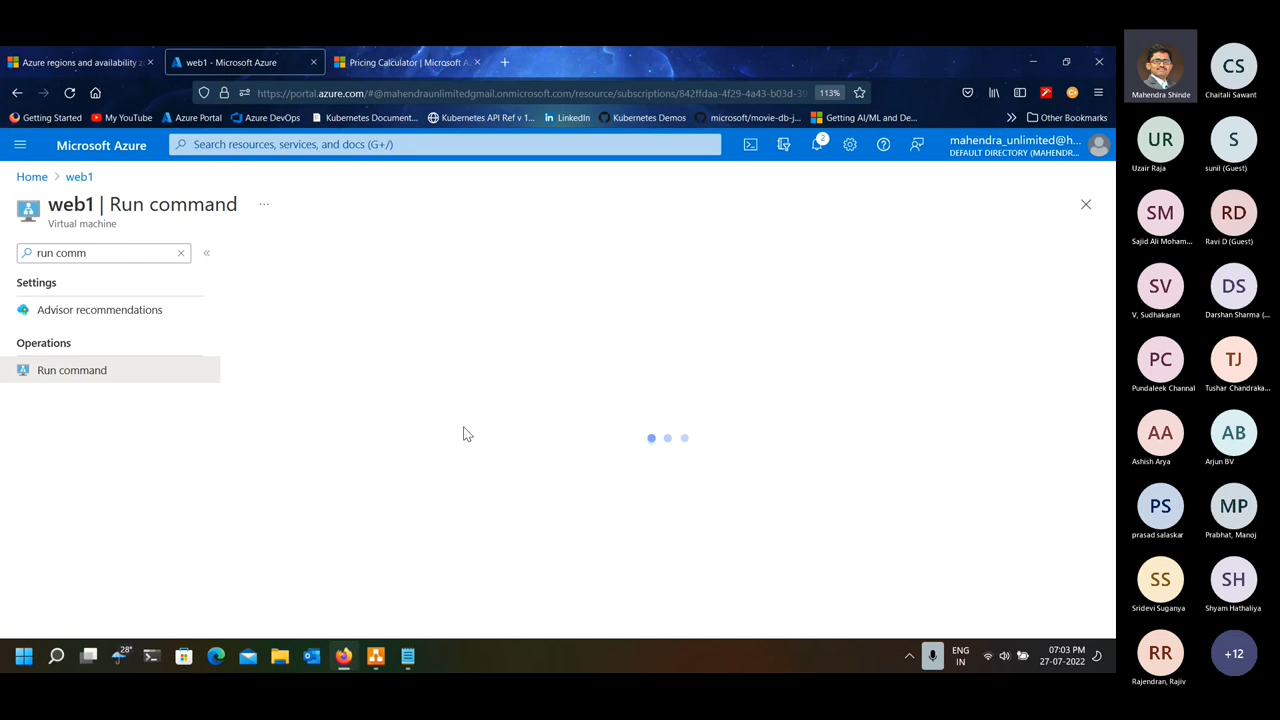 Azure regions and availability z
web1 - Microsoft Azure
Pricing Calculator | Microsoft A
https://portal.azure.com/#@mahendraunlimitedgmail.onmicrosoft.com/resource/subscriptions/842ffdaa-4f29-4a43-b03d-39
113%
Getting Started
My YouTube
Azure Portal
Azure DevOps
Kubernetes Document...
Kubernetes API Ref v 1...
LinkedIn
Kubernetes Demos
microsoft/movie-db-j...
Getting AI/ML and De...
Other Bookmarks
Microsoft Azure
Search resources, services, and docs (G+/)
2
mahendra_unlimited@h...
DEFAULT DIRECTORY (MAHENDR...
Home > web1
web1 | Run command ...
Virtual machine
run comm
Settings
Advisor recommendations
Operations
Run command
28°
ENG
IN
07:03 PM
27-07-2022
Mahendra Shinde
CS
Chaitali Sawant
UR
Uzair Raja
S
sunil (Guest)
SM
Sajid Ali Moham...
RD
Ravi D (Guest)
SV
V, Sudhakaran
DS
Darshan Sharma (...
PC
Pundaleek Channal
TJ
Tushar Chandraka...
AA
Ashish Arya
AB
Arjun BV
PS
prasad salaskar
MP
Prabhat, Manoj
SS
Sridevi Suganya
SH
Shyam Hathaliya
RR
Rajendran, Rajiv
+12